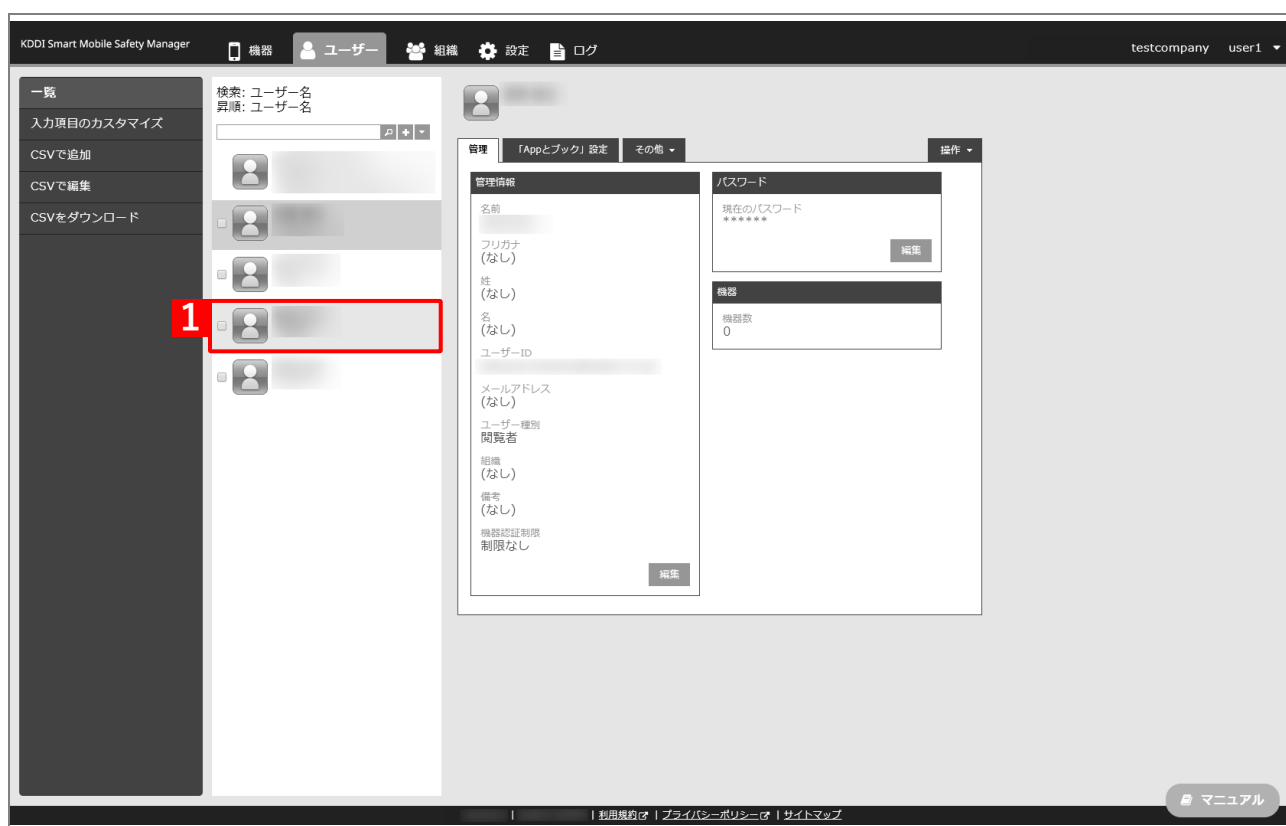 KDDI Smart Mobile Safety Manager
機器
ユーザー
組織
設定
ログ
testcompany user1
一覧
入力項目のカスタマイズ
CSVで追加
CSVで編集
CSVをダウンロード
検索: ユーザー名
昇順: ユーザー名
1
管理
「Appとブック」設定
その他
操作
管理情報
名前
フリガナ
(なし)
姓
(なし)
名
(なし)
ユーザーID
メールアドレス
(なし)
ユーザー種別
閲覧者
組織
(なし)
備考
(なし)
機器認証制限
制限なし
編集
パスワード
現在のパスワード
******
編集
機器
機器数
0
マニュアル
| | 利用規約 | プライバシーポリシー | サイトマップ